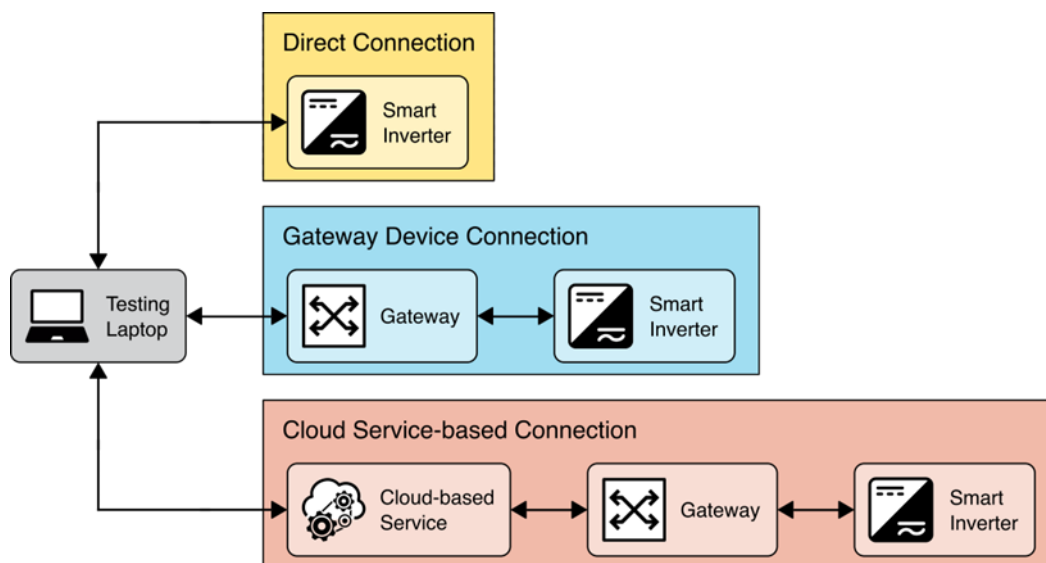 Direct Connection
Smart
Inverter
Gateway Device Connection
Testing
Laptop
Gateway
Smart
Inverter
Cloud Service-based Connection
Cloud-based
Service
Gateway
Smart
Inverter